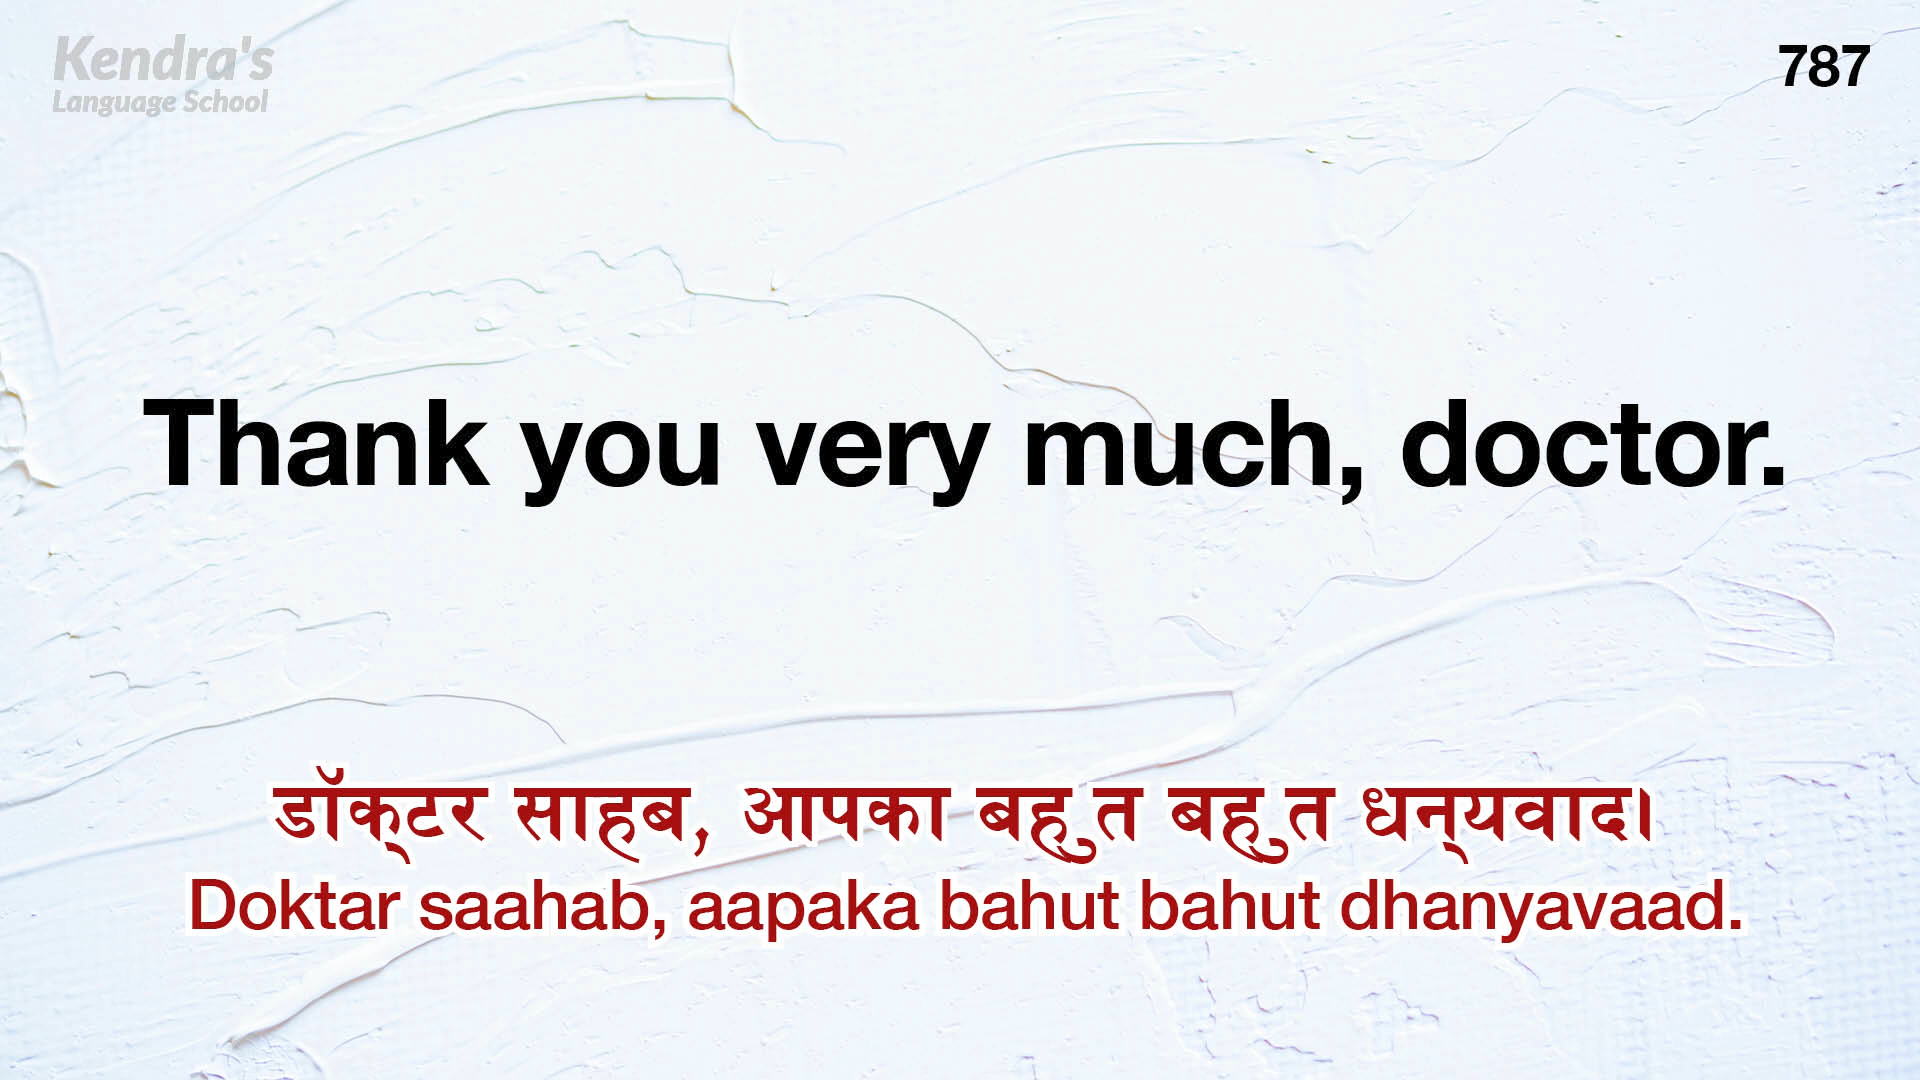 Kendra's
Language School
787
Thank you very much, doctor.
डॉक्टर साहब, आपका बहुत बहुत धन्यवाद।
Doktar saahab, aapaka bahut bahut dhanyavaad.